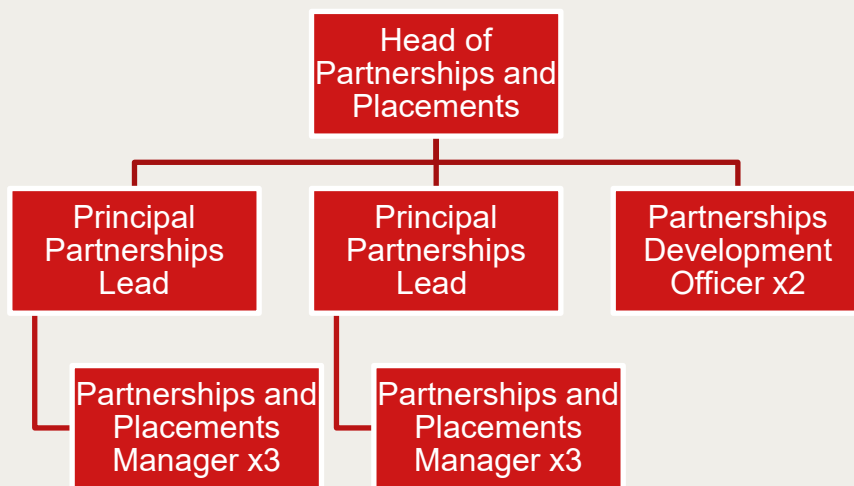 Head of
Partnerships and
Placements
Principal
Partnerships
Lead
Principal
Partnerships
Lead
Partnerships
Development
Officer x2
Partnerships and
Placements
Manager x3
Partnerships and
Placements
Manager x3